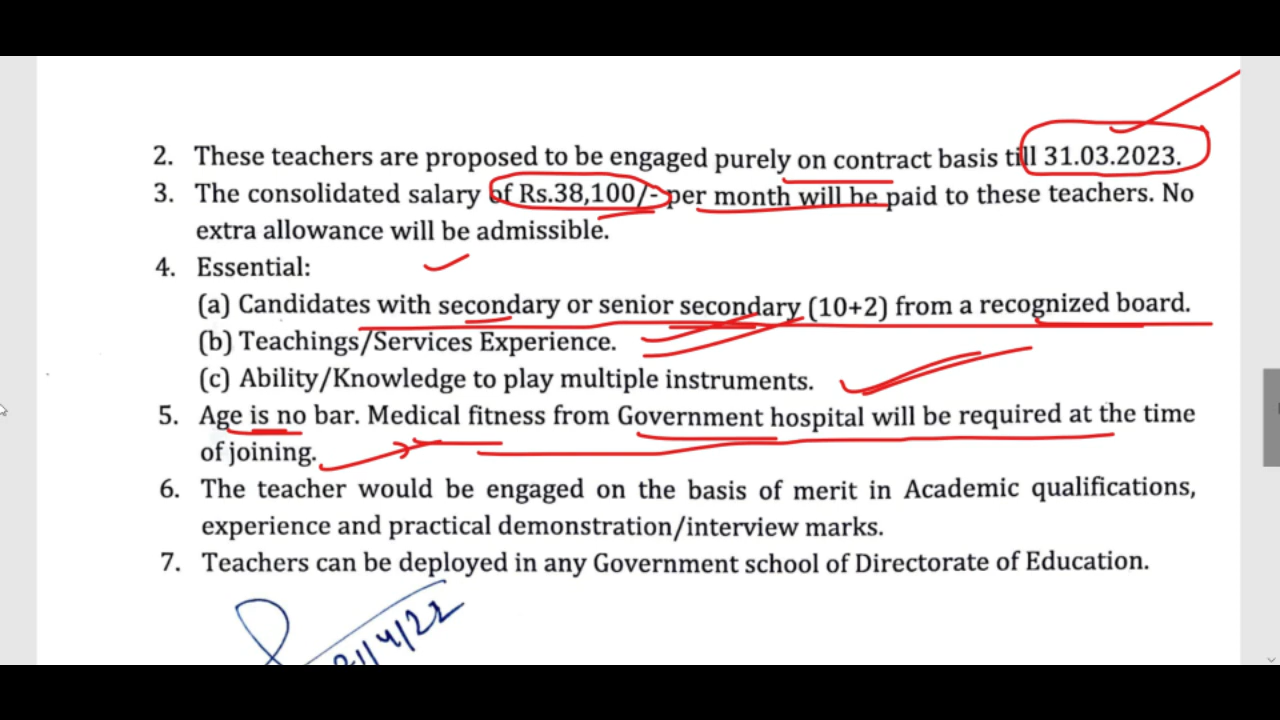 2. These teachers are proposed to be engaged purely on contract basis till 31.03.2023.
3. The consolidated salary of Rs.38,100/- per month will be paid to these teachers. No
extra allowance will be admissible.
4. Essential:
(a) Candidates with secondary or senior secondary (10+2) from a recognized board.
(b) Teachings/Services Experience.
(c) Ability/Knowledge to play multiple instruments.
5. Age is no bar. Medical fitness from Government hospital will be required at the time
of joining.
6. The teacher would be engaged on the basis of merit in Academic qualifications,
experience and practical demonstration/interview marks.
7. Teachers can be deployed in any Government school of Directorate of Education.